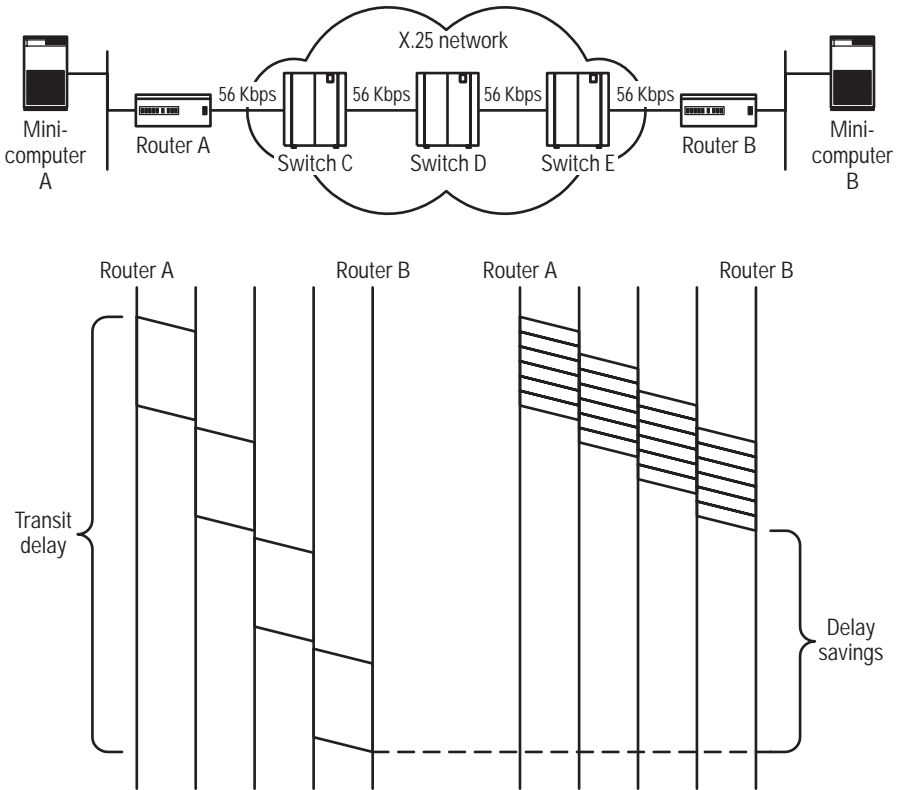 X.25 network
56 Kbps 56 Kbps 56 Kbps 56 Kbps
Mini-
computer
A
Router A
Switch C
Switch D
Switch E
Router B
Mini-
computer
B
Router A
Router B
Router A
Router B
Transit
delay
Delay
savings